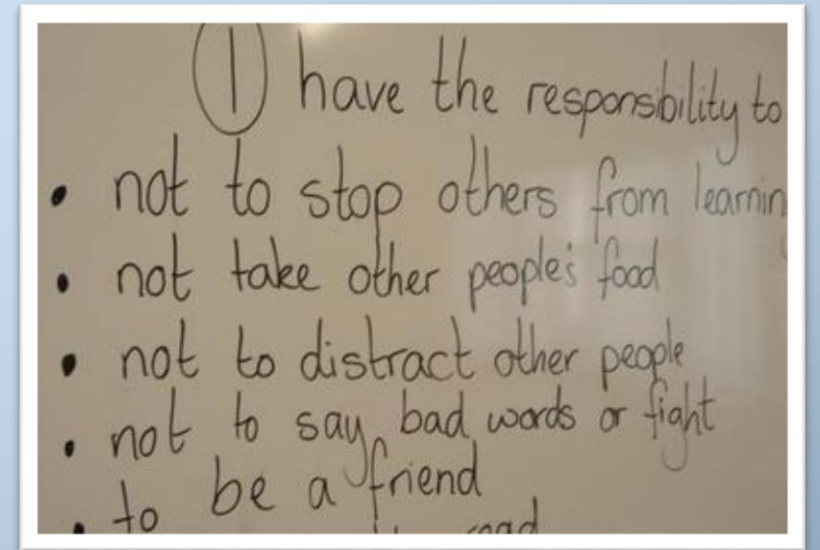 I have the responsibility to
• not to stop others from learnin
• not take other people's food
• not to distract other people
• not to say bad words or fight
• to be a friend